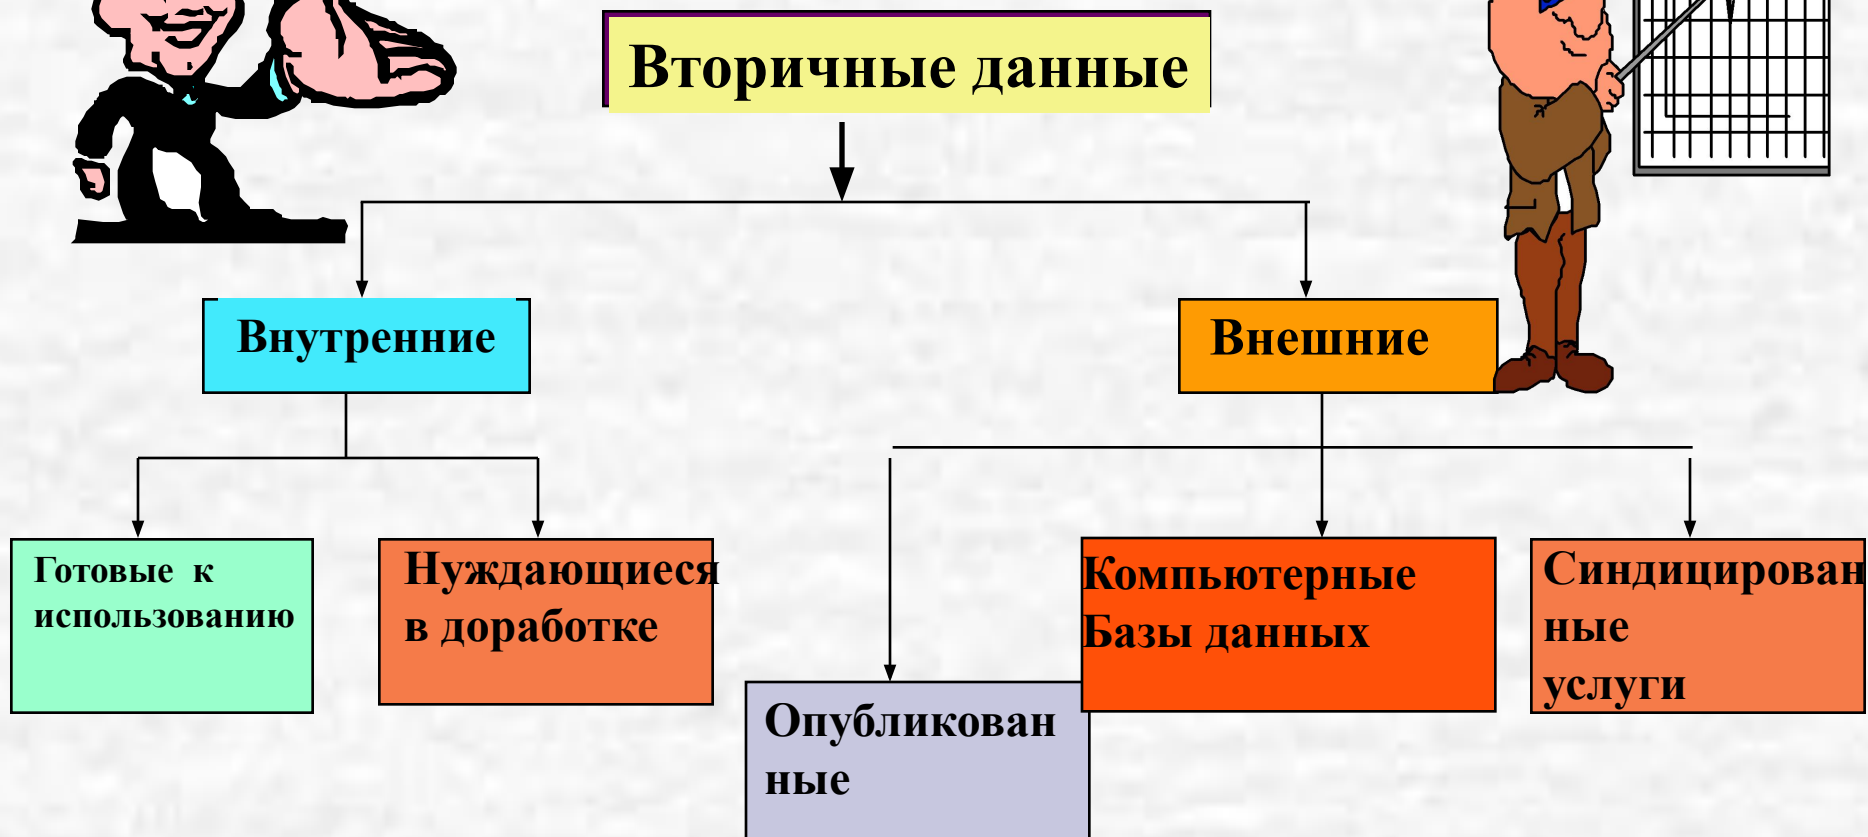 Вторичные данные
Внутренние
Внешние
Готовые к
использованию
Нуждающиеся
в доработке
Опубликован
ные
Компьютерные
Базы данных
Синдицирован
ные
услуги